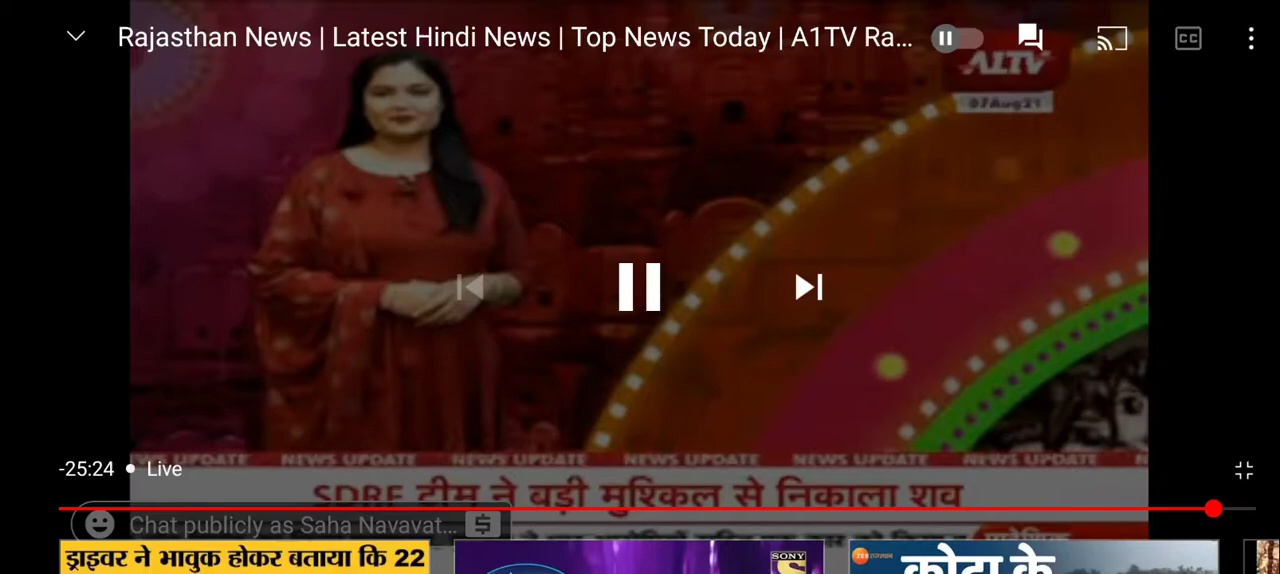 Rajasthan News | Latest Hindi News | Top News Today | A1TV Ra...
CC
A1TV
07Aug21
-25:24 • Live
NEWS UPDATE NEWS UPDATE NEWS UPDATE NEWS UPDATE NEWS UPDATE
SDRF टीम ने बड़ी मुश्किल से निकाला शव
Chat publicly as Saha Navavat...
ड्राइवर ने भावुक होकर बताया कि 22
SONY
कोटा के